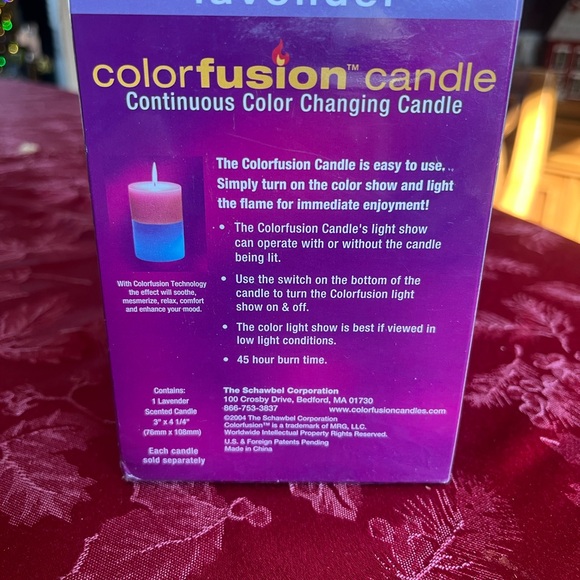 lavender
colorfusion™ candle
Continuous Color Changing Candle
The Colorfusion Candle is easy to use.
Simply turn on the color show and light
the flame for immediate enjoyment!
• The Colorfusion Candle's light show
can operate with or without the candle
being lit.
• Use the switch on the bottom of the
candle to turn the Colorfusion light
show on & off.
• The color light show is best if viewed in
low light conditions.
• 45 hour burn time.
With Colorfusion Technology
the effect will soothe,
mesmerize, relax, comfort
and enhance your mood.
Contains:
1 Lavender
Scented Candle
3" x 4 1/4"
(76mm x 108mm)
Each candle
sold separately
The Schawbel Corporation
100 Crosby Drive, Bedford, MA 01730
866-753-3837 www.colorfusioncandles.com
©2004 The Schawbel Corporation
Colorfusion™ is a trademark of MRG, LLC.
Worldwide Intellectual Property Rights Reserved.
U.S. & Foreign Patents Pending
Made in China